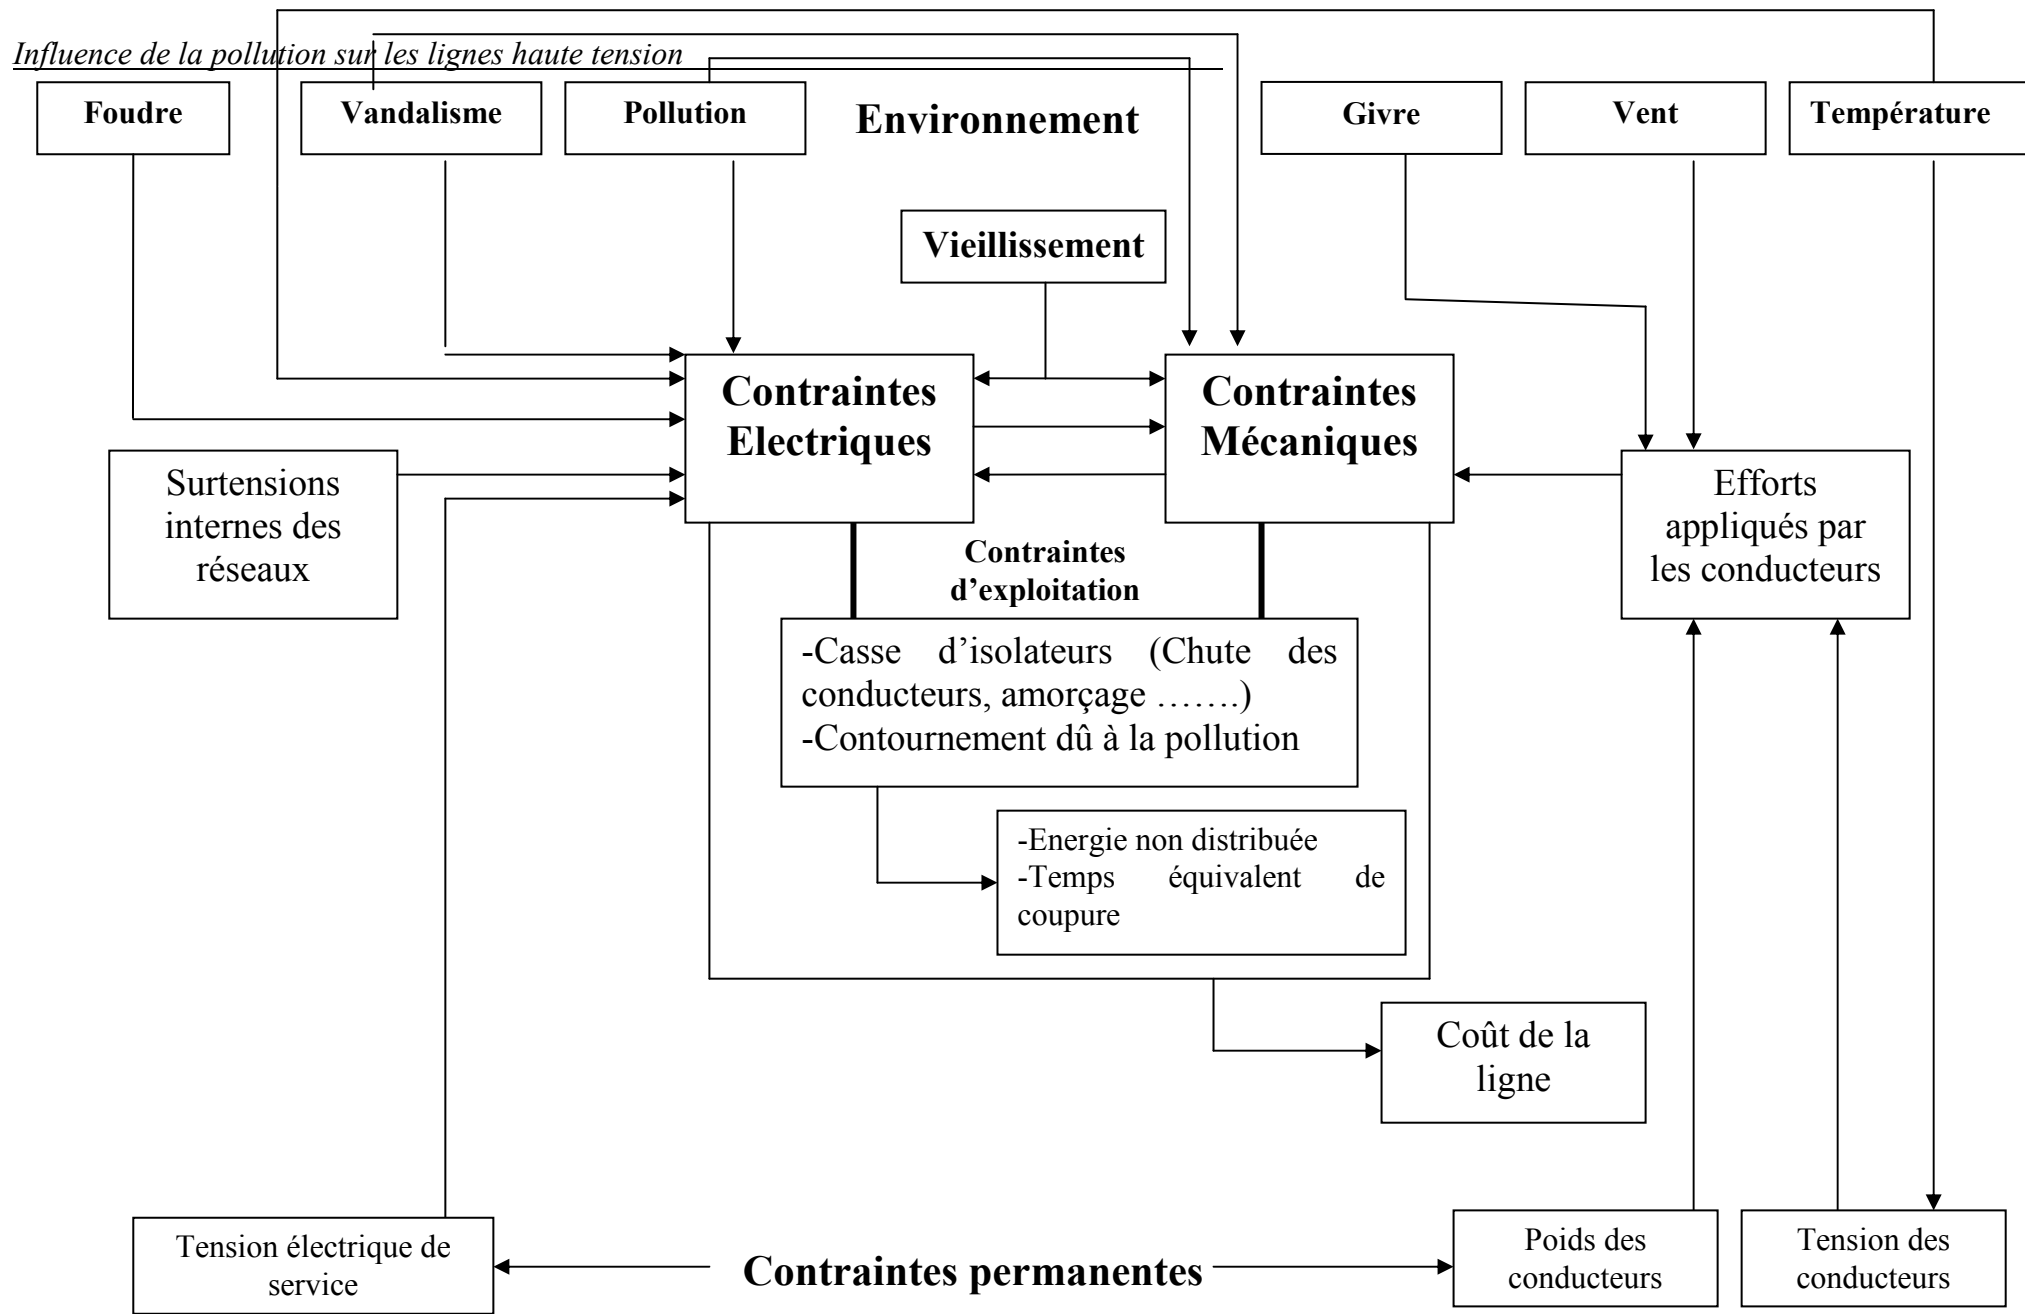 Influence de la pollution sur les lignes haute tension
Foudre
Vandalisme
Pollution
Environnement
Givre
Vent
Température
Vieillissement
Contraintes
Electriques
Contraintes
Mécaniques
Surtensions
internes des
réseaux
Efforts
appliqués par
les conducteurs
Contraintes
d’exploitation
-Casse d’isolateurs (Chute des
conducteurs, amorçage …….)
-Contournement dû à la pollution
-Energie non distribuée
-Temps équivalent de
coupure
Coût de la
ligne
Tension électrique de
service
Contraintes permanentes
Poids des
conducteurs
Tension des
conducteurs